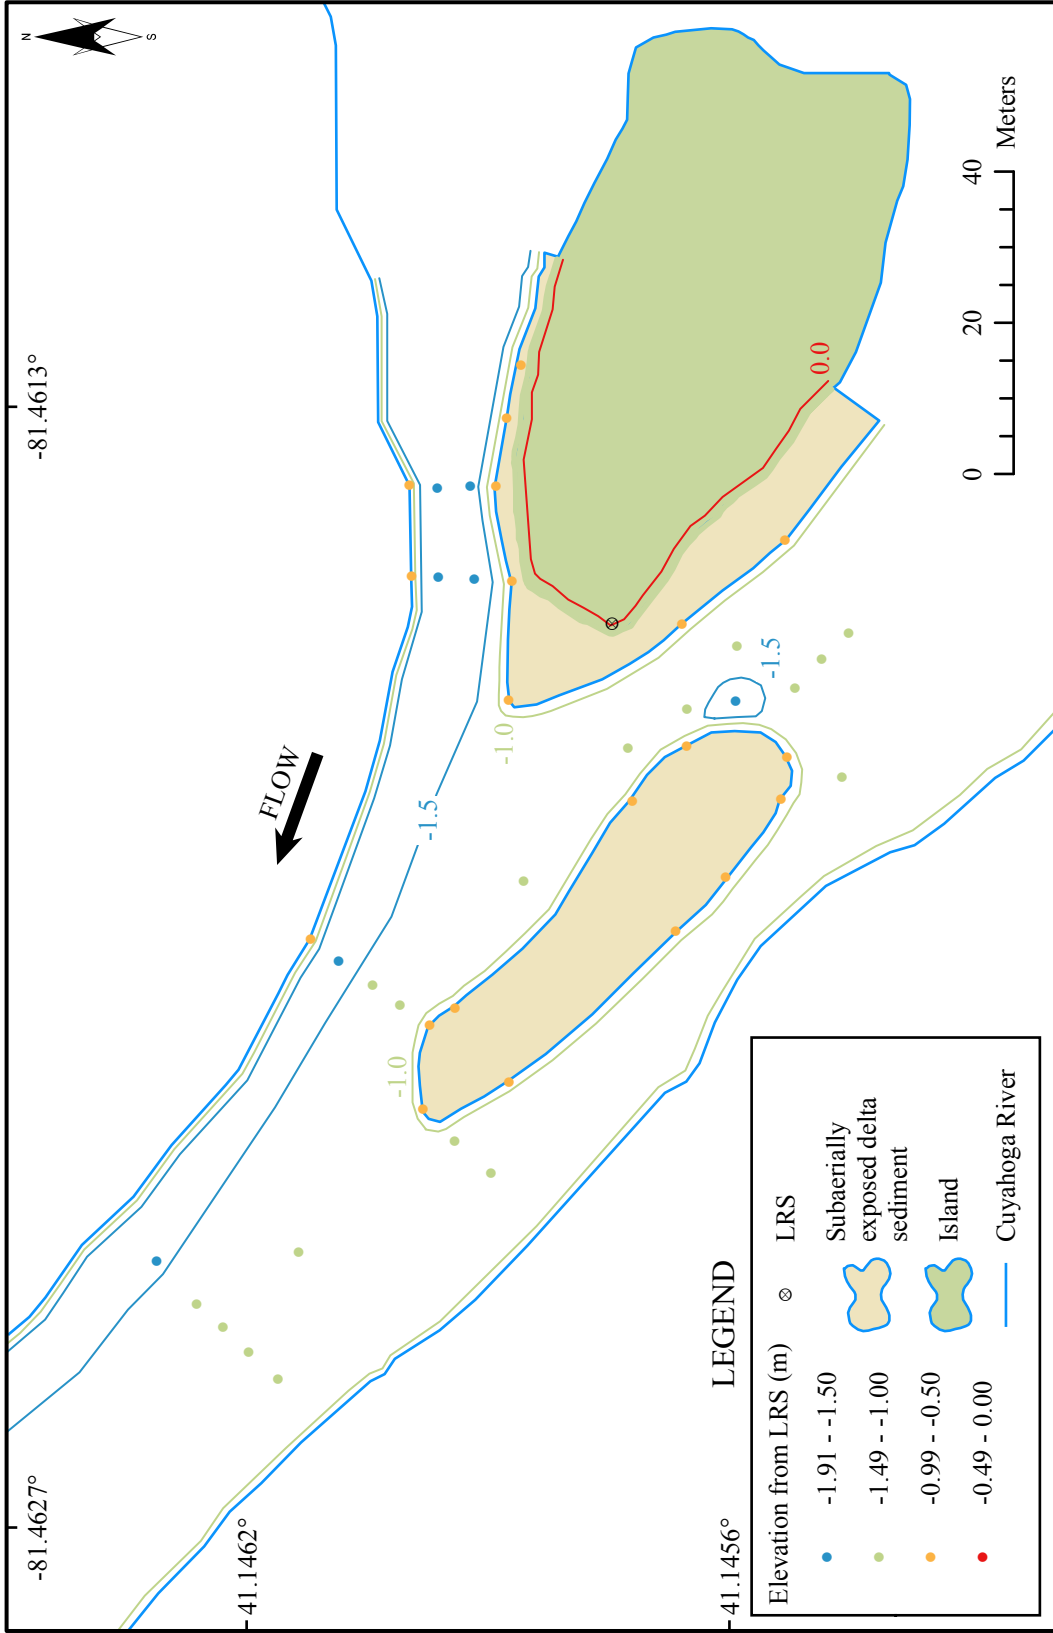 -81.4627°
-81.4613°
N
S
41.1462°
41.1456°
FLOW
-1.5
-1.0
-1.0
-1.5
0.0
0 20 40
Meters
LEGEND
Elevation from LRS (m)
-1.91 - -1.50
-1.49 - -1.00
-0.99 - -0.50
-0.49 - 0.00
LRS
Subaerially
exposed delta
sediment
Island
Cuyahoga River